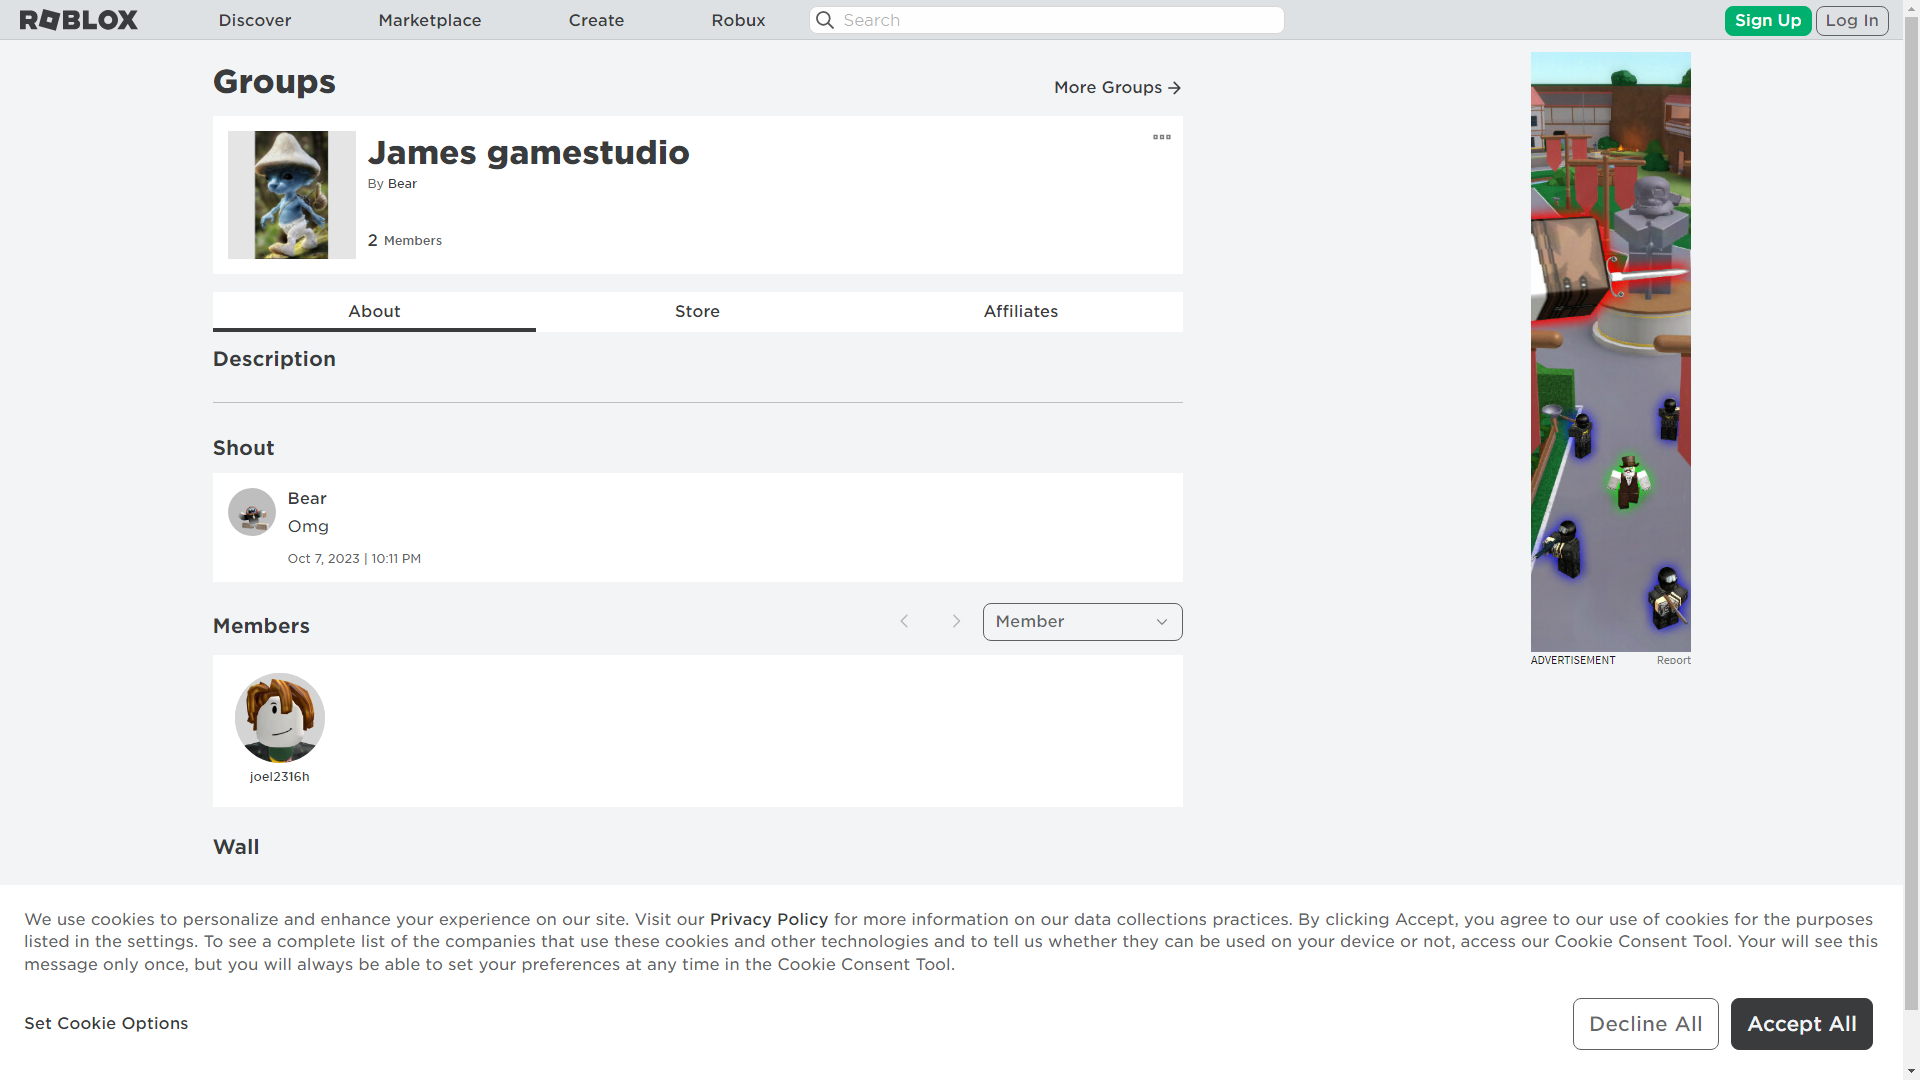 ROBLOX
Discover
Marketplace
Create
Robux
Search
Sign Up
Log In
Groups
More Groups
James gamestudio
By Bear
2 Members
About
Store
Affiliates
Description
Shout
Bear
Omg
Oct 7, 2023 | 10:11 PM
Members
Member
joel2316h
Wall
ADVERTISEMENT
Report
We use cookies to personalize and enhance your experience on our site. Visit our Privacy Policy for more information on our data collections practices. By clicking Accept, you agree to our use of cookies for the purposes
listed in the settings. To see a complete list of the companies that use these cookies and other technologies and to tell us whether they can be used on your device or not, access our Cookie Consent Tool. Your will see this
message only once, but you will always be able to set your preferences at any time in the Cookie Consent Tool.
Set Cookie Options
Decline All
Accept All